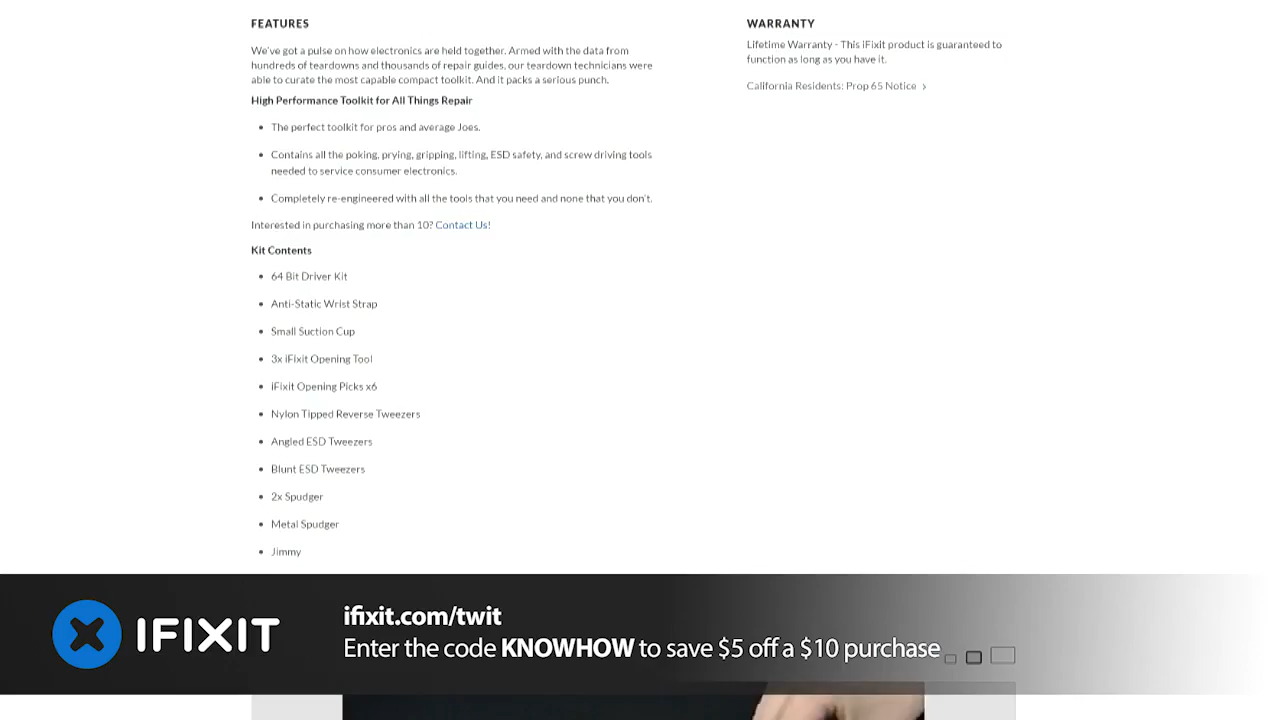 FEATURES
We've got a pulse on how electronics are held together. Armed with the data from
hundreds of teardowns and thousands of repair guides, our teardown technicians were
able to curate the most capable compact toolkit. And it packs a serious punch.
High Performance Toolkit for All Things Repair
• The perfect toolkit for pros and average Joes.
• Contains all the poking, prying, gripping, lifting, ESD safety, and screw driving tools
needed to service consumer electronics.
• Completely re-engineered with all the tools that you need and none that you don't.
Interested in purchasing more than 10? Contact Us!
Kit Contents
• 64 Bit Driver Kit
• Anti-Static Wrist Strap
• Small Suction Cup
• 3x iFixit Opening Tool
• iFixit Opening Picks x6
• Nylon Tipped Reverse Tweezers
• Angled ESD Tweezers
• Blunt ESD Tweezers
• 2x Spudger
• Metal Spudger
• Jimmy
WARRANTY
Lifetime Warranty - This iFixit product is guaranteed to
function as long as you have it.
California Residents: Prop 65 Notice ›
IFIXIT
ifixit.com/twit
Enter the code KNOWHOW to save $5 off a $10 purchase